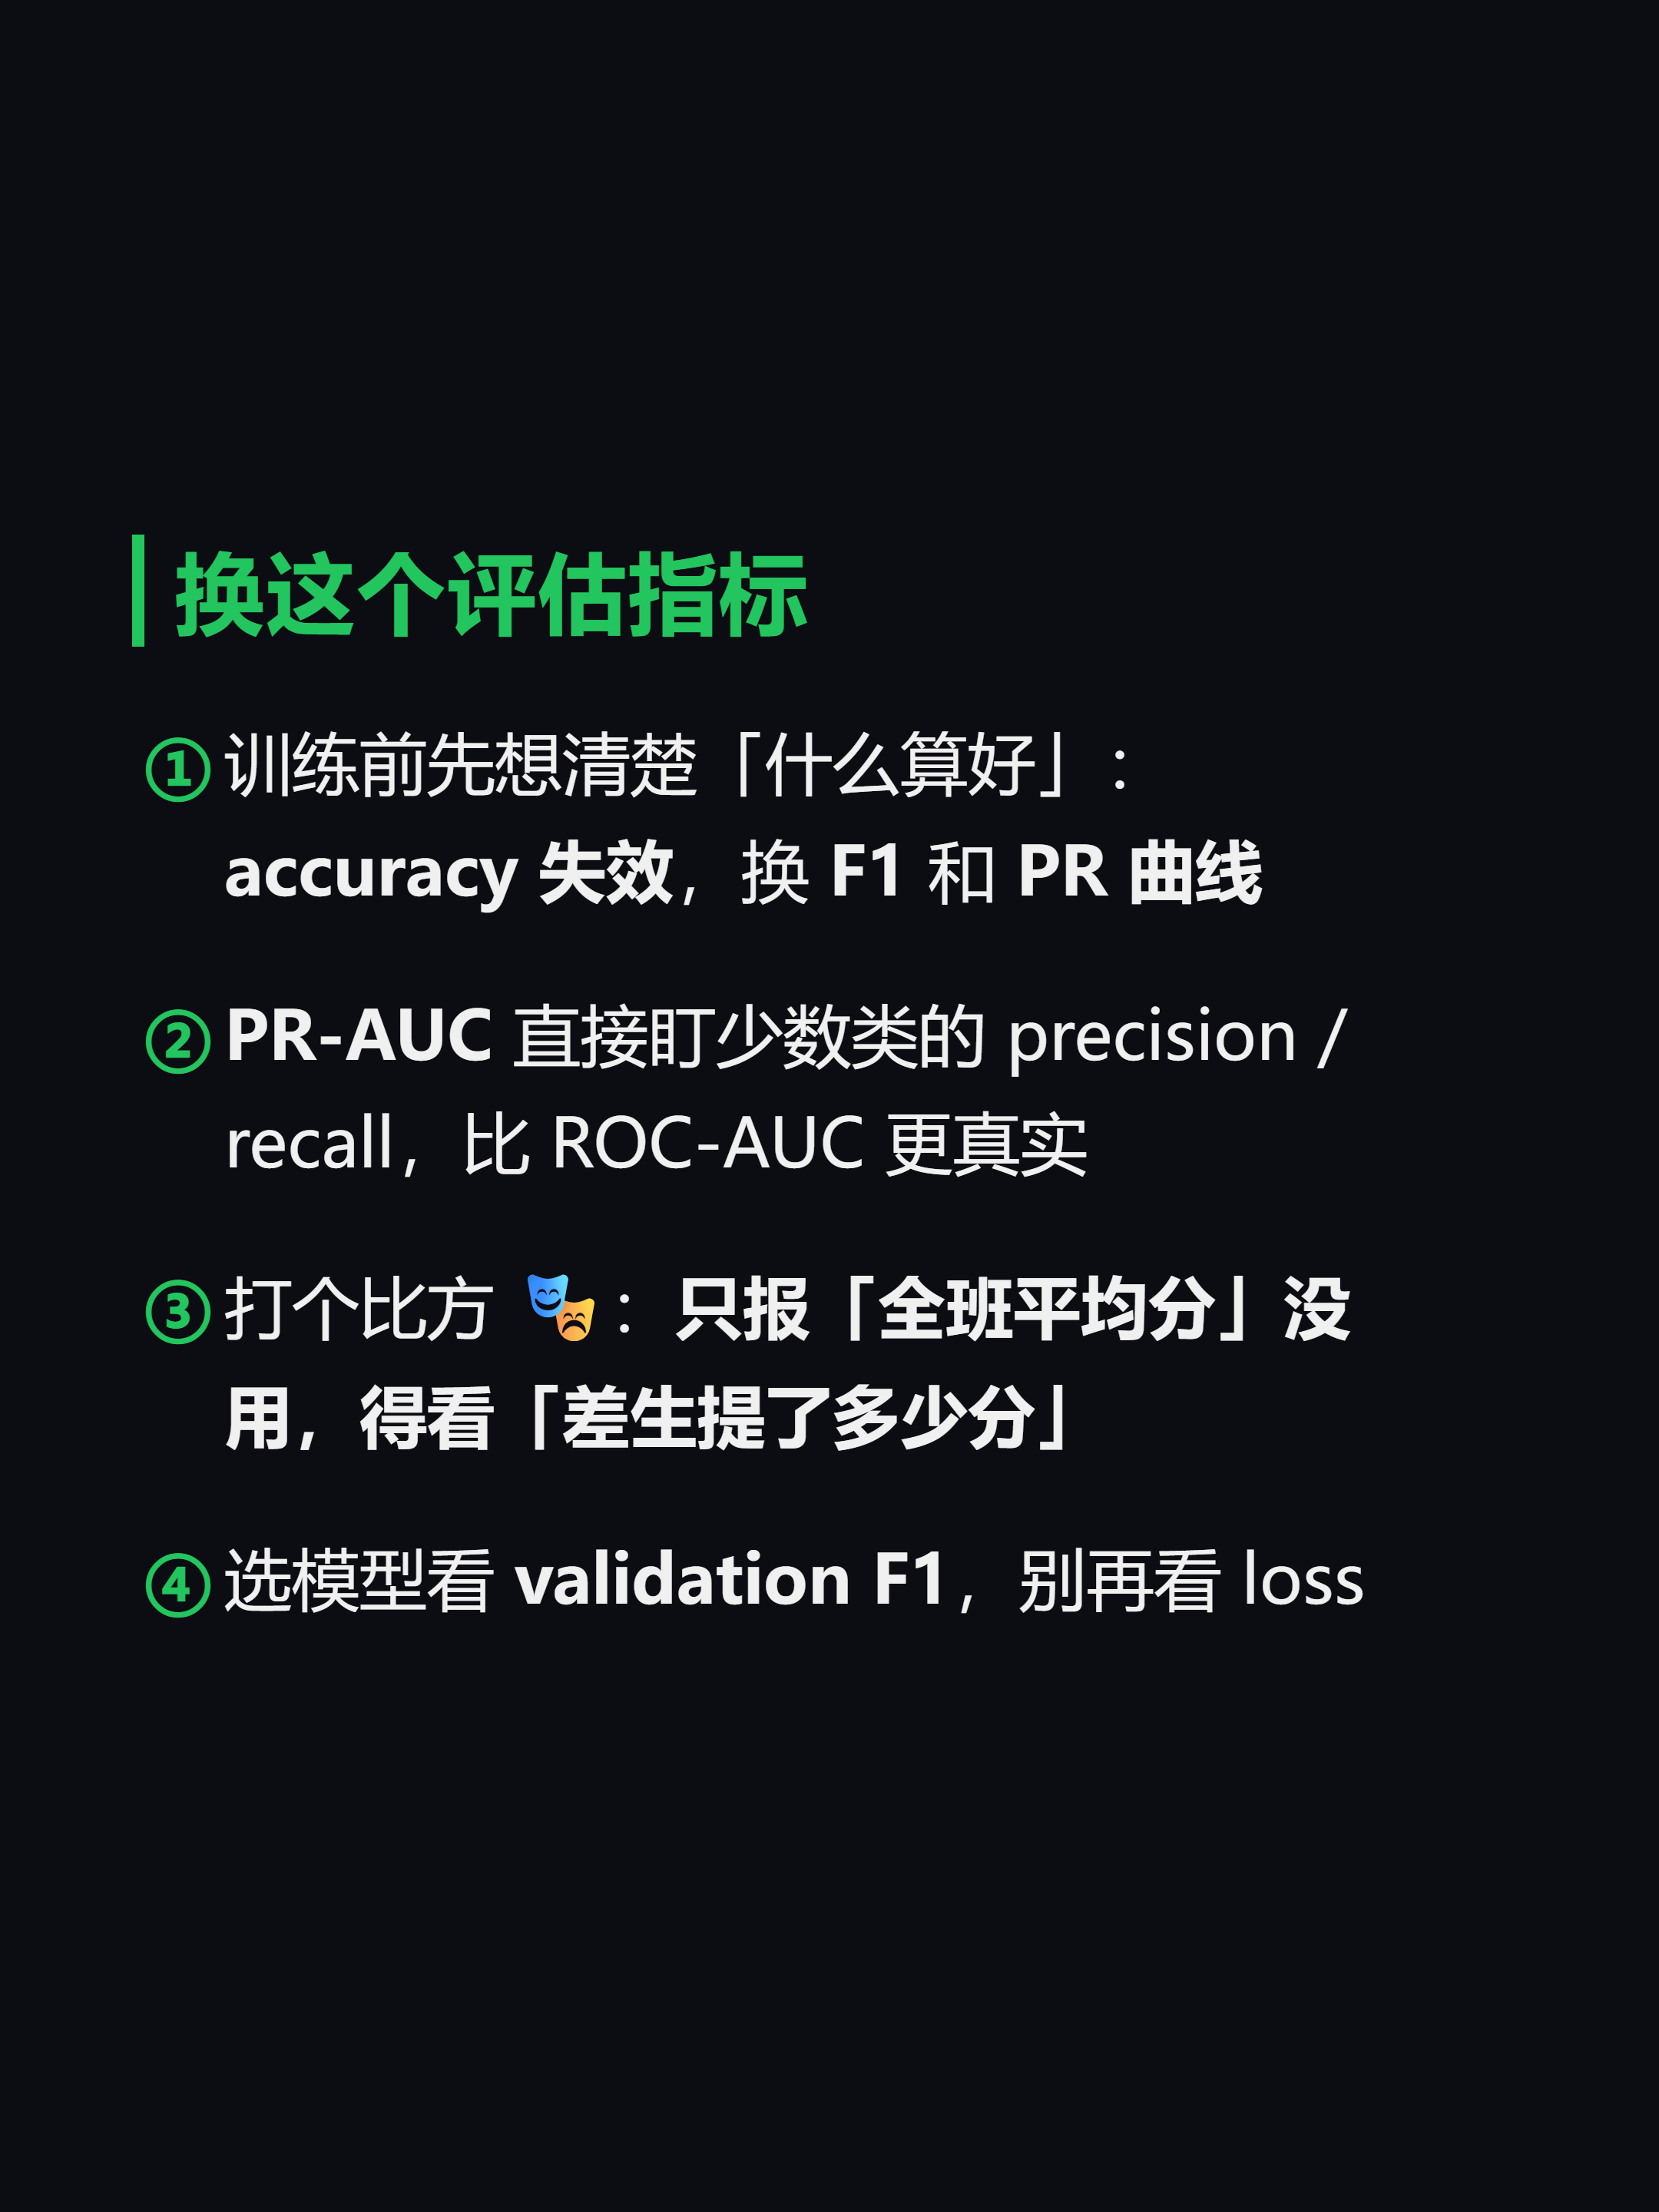 换这个评估指标
① 训练前先想清楚「什么算好」：
accuracy 失效，换 F1 和 PR 曲线
② PR-AUC 直接盯少数类的 precision /
recall，比 ROC-AUC 更真实
③ 打个比方 🎭：只报「全班平均分」没
用，得看「差生提了多少分」
④ 选模型看 validation F1，别再看 loss